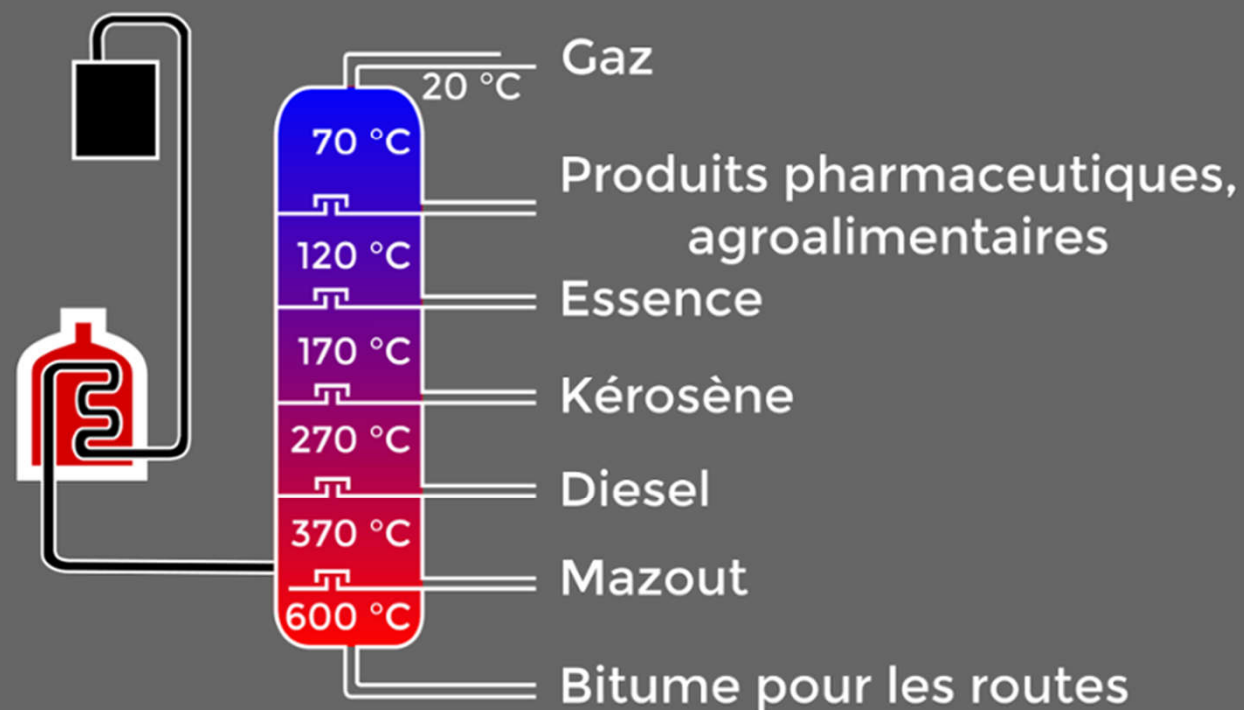 Gaz
20 °C
70 °C
Produits pharmaceutiques,
agroalimentaires
120 °C
Essence
170 °C
Kérosène
270 °C
Diesel
370 °C
Mazout
600 °C
Bitume pour les routes